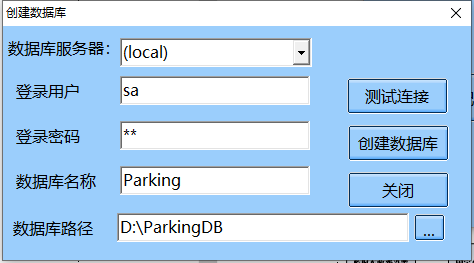 创建数据库
数据库服务器： (local)
登录用户 sa
测试连接
登录密码 **
创建数据库
数据库名称 Parking
关闭
数据库路径 D:\ParkingDB ...